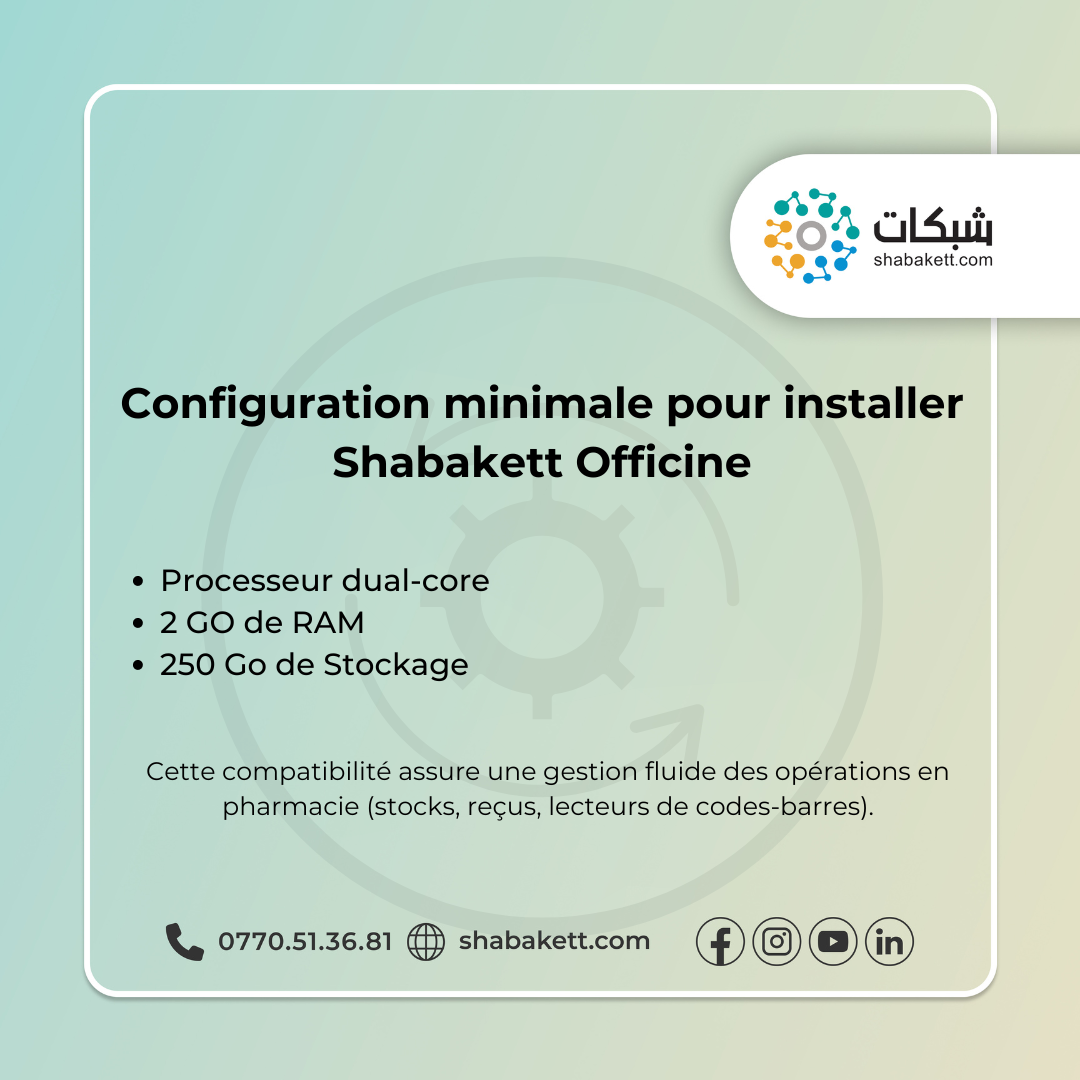 شبكات
shabakett.com
Configuration minimale pour installer
Shabakett Officine
• Processeur dual-core
• 2 GO de RAM
• 250 Go de Stockage
Cette compatibilité assure une gestion fluide des opérations en
pharmacie (stocks, reçus, lecteurs de codes-barres).
0770.51.36.81 shabakett.com